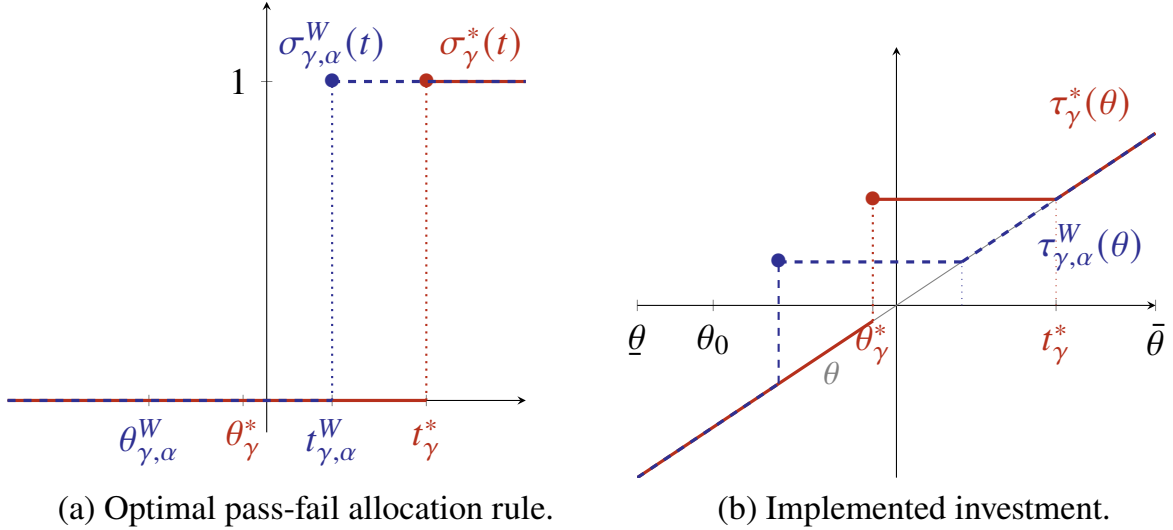 σ^W_{γ,α}(t)
σ^*_γ(t)
1
θ^W_{γ,α}
θ^*_γ
t^W_{γ,α}
t^*_γ
(a) Optimal pass-fail allocation rule.
τ^*_γ(θ)
τ^W_{γ,α}(θ)
θ̲
θ_0
θ^*_γ
θ
t^*_γ
θ̄
(b) Implemented investment.